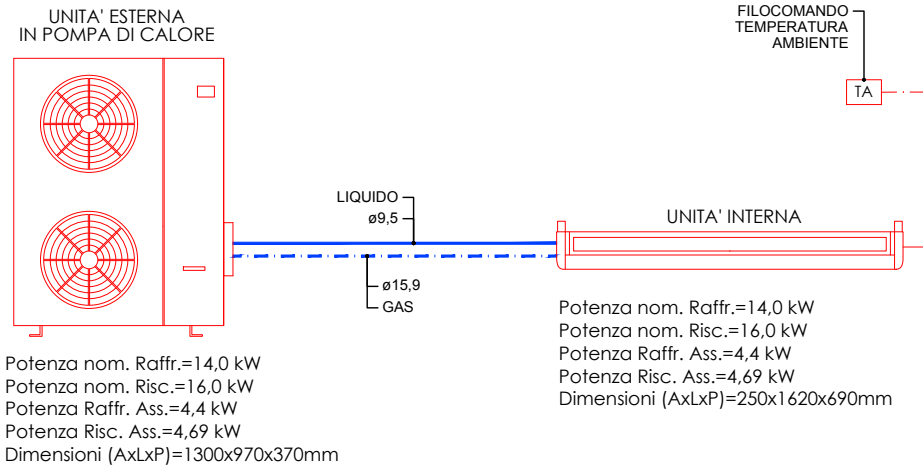 UNITA' ESTERNA
IN POMPA DI CALORE
FILOCOMANDO
TEMPERATURA
AMBIENTE
TA
LIQUIDO
ø9,5
ø15,9
GAS
UNITA' INTERNA
Potenza nom. Raffr.=14,0 kW
Potenza nom. Risc.=16,0 kW
Potenza Raffr. Ass.=4,4 kW
Potenza Risc. Ass.=4,69 kW
Dimensioni (AxLxP)=250x1620x690mm
Potenza nom. Raffr.=14,0 kW
Potenza nom. Risc.=16,0 kW
Potenza Raffr. Ass.=4,4 kW
Potenza Risc. Ass.=4,69 kW
Dimensioni (AxLxP)=1300x970x370mm